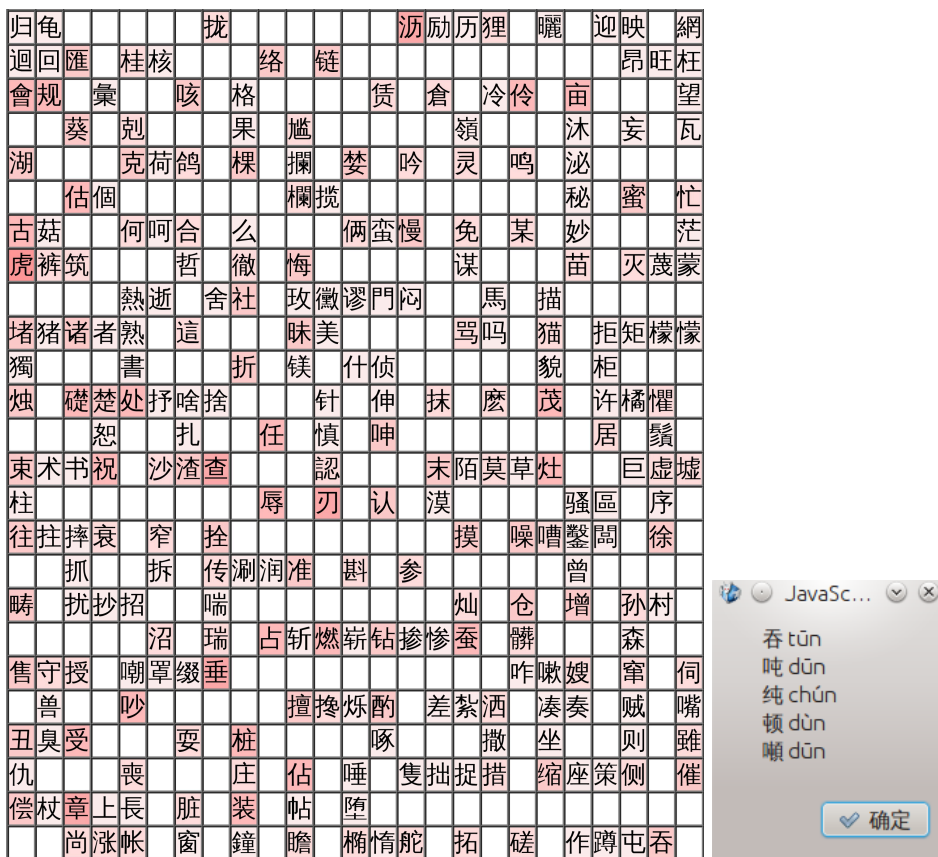 归龟 拢 沥励历狸 曬 迎映 網
迴回匯 桂核 络 链 昂旺枉
會规 彙 咳 格 赁 倉 冷伶 亩 望
葵 剋 果 尴 嶺 沐 妄 瓦
湖 克荷鸽 棵 攔 婪 吟 灵 鸣 泌
估個 欄揽 秘 蜜 忙
古菇 何呵合 么 俩蛮慢 免 某 妙 茫
虎裤筑 哲 徹 悔 谋 苗 灭蔑蒙
熱逝 舍社 玫黴谬門闷 馬 描
堵猪诸者熟 這 昧美 骂吗 猫 拒矩檬懞
獨 書 折 镁 什侦 貌 柜
烛 礎楚处抒啥捨 针 伸 抹 麽 茂 许橘懼
恕 扎 任 慎 呻 居 鬚
束术书祝 沙渣查 認 末陌莫草灶 巨虚墟
柱 辱 刃 认 漠 骚區 序
往拄摔衰 窄 拴 摸 噪嘈鑿闆 徐
抓 拆 传涮润准 斟 参 曾
畴 扰抄招 喘 灿 仓 增 孙村
沼 瑞 占斩燃崭钻掺惨蚕 髒 森
售守授 嘲罩缀垂 咋嗽嫂 窜 伺
兽 吵 擅搀烁酌 差紮洒 凑奏 贼 嘴
丑臭受 耍 桩 啄 撒 坐 则 雖
仇 喪 庄 佔 唾 隻拙捉措 缩座策侧 催
偿杖章上長 脏 装 帖 堕
尚涨帐 窗 鐘 瞻 椭惰舵 拓 磋 作蹲屯吞
JavaSc...
吞 tūn
吨 dūn
纯 chún
顿 dùn
噸 dūn
确定